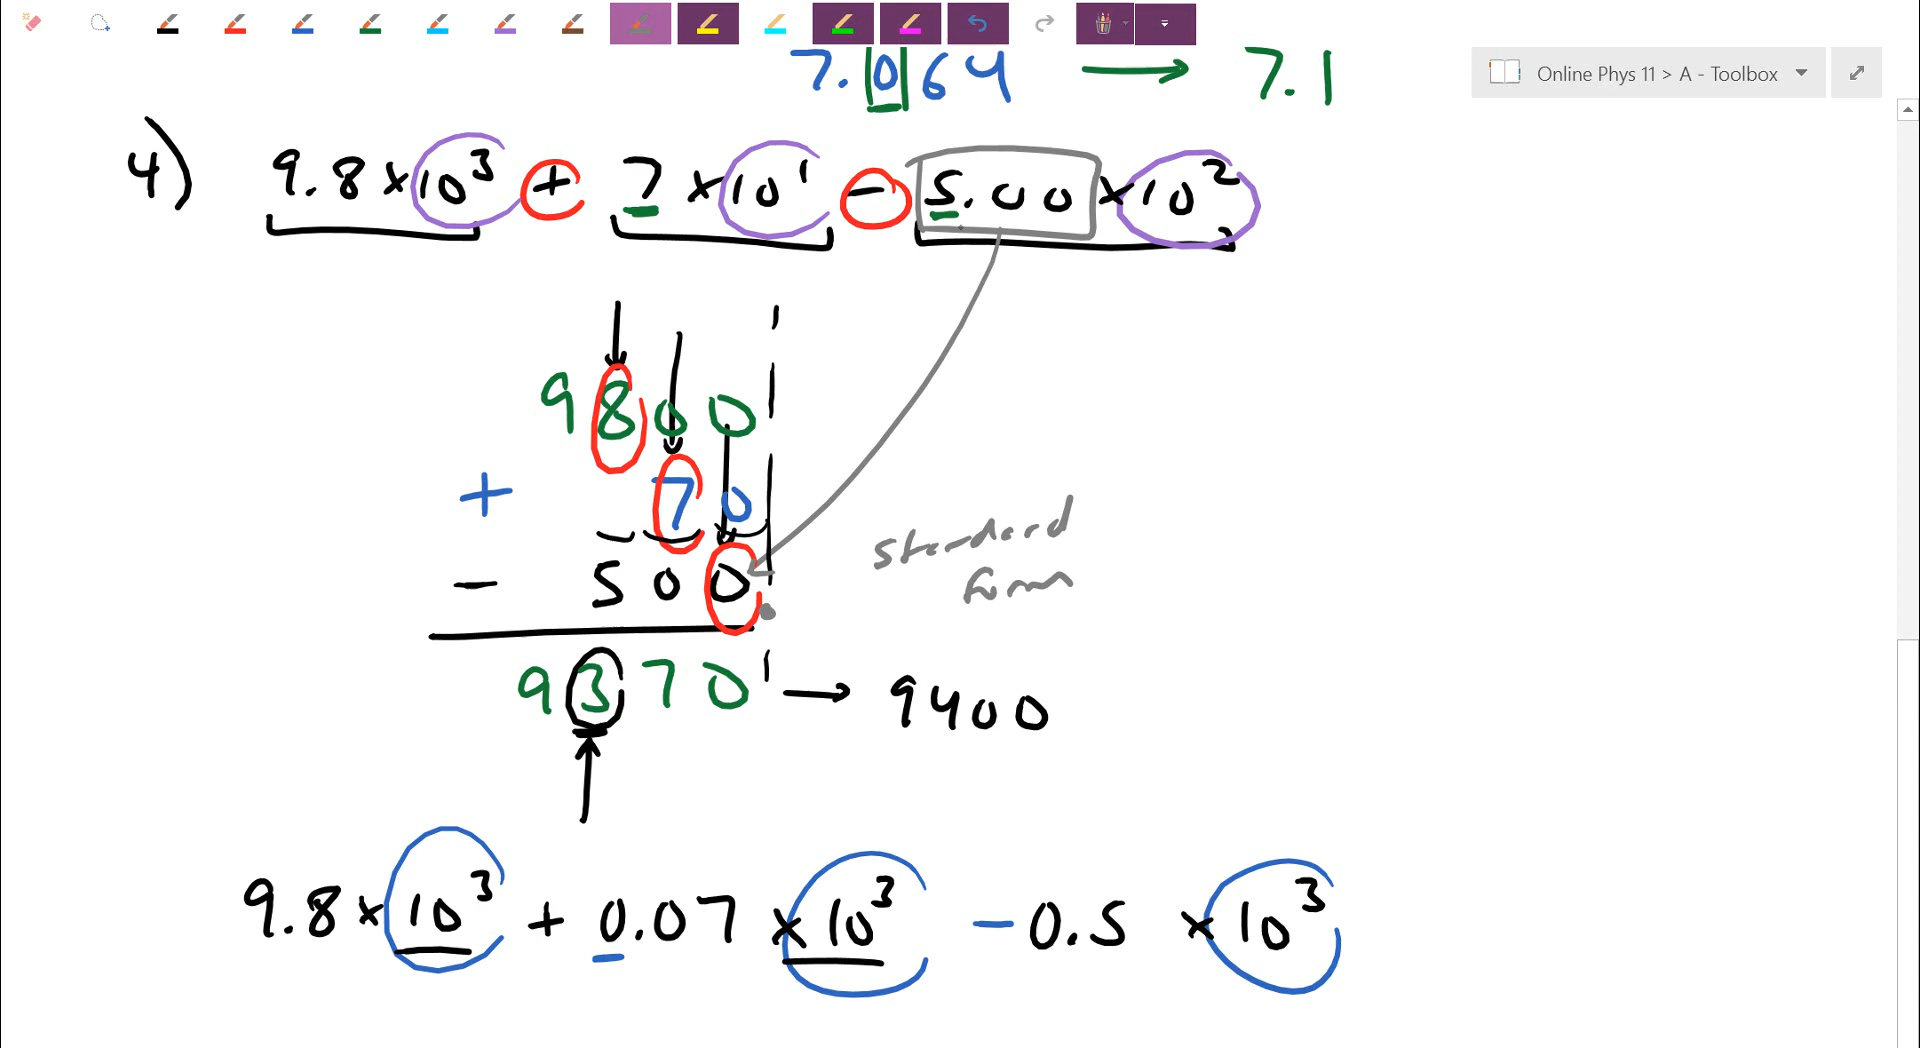 7.064 → 7.1
Online Phys 11 > A - Toolbox
4) 9.8×10³ + 7×10¹ - 5.00×10²
9800
+ 70
standard
form
- 500
9370 → 9400
9.8×10³ + 0.07×10³ - 0.5×10³